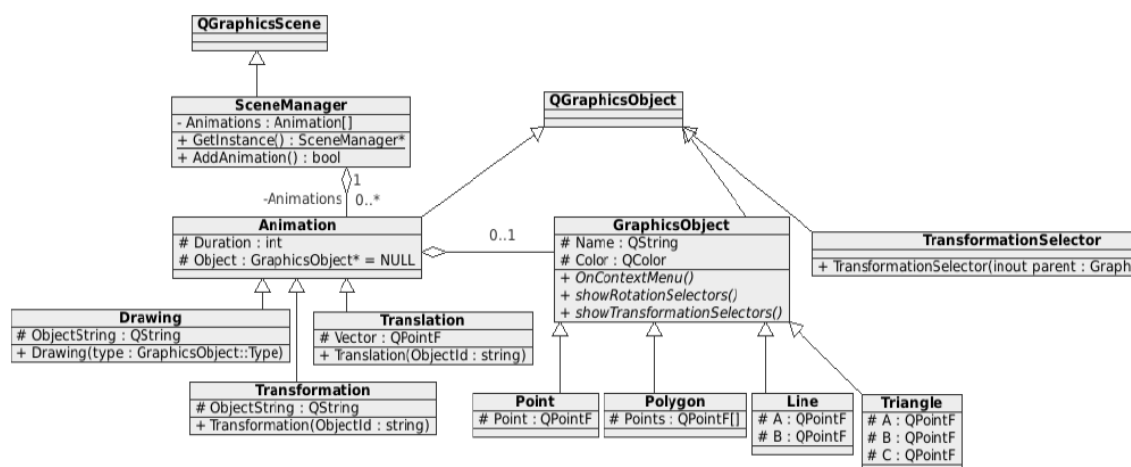 QGraphicsScene
SceneManager
- Animations : Animation[]
+ GetInstance() : SceneManager*
+ AddAnimation() : bool
QGraphicsObject
1
-Animations
0..*
Animation
# Duration : int
# Object : GraphicsObject* = NULL
0..1
GraphicsObject
# Name : QString
# Color : QColor
+ OnContextMenu()
+ showRotationSelectors()
+ showTransformationSelectors()
TransformationSelector
+ TransformationSelector(inout parent : Graph
Drawing
# ObjectString : QString
+ Drawing(type : GraphicsObject::Type)
Translation
# Vector : QPointF
+ Translation(ObjectId : string)
Transformation
# ObjectString : QString
+ Transformation(ObjectId : string)
Point
# Point : QPointF
Polygon
# Points : QPointF[]
Line
# A : QPointF
# B : QPointF
Triangle
# A : QPointF
# B : QPointF
# C : QPointF